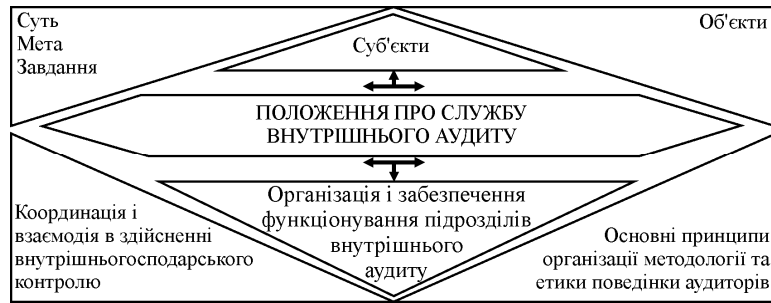 Суть
Мета
Завдання
Об'єкти
Суб'єкти
ПОЛОЖЕННЯ ПРО СЛУЖБУ
ВНУТРІШНЬОГО АУДИТУ
Організація і забезпечення
функціонування підрозділів
внутрішнього
аудиту
Координація і
взаємодія в здійсненні
внутрішньогосподарського
контролю
Основні принципи
організації методології та
етики поведінки аудиторів